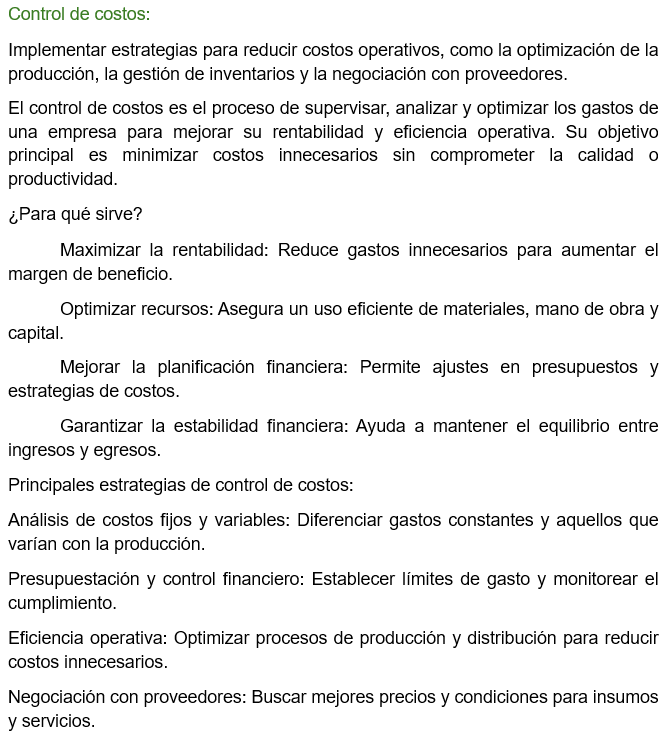 Control de costos:
Implementar estrategias para reducir costos operativos, como la optimización de la
producción, la gestión de inventarios y la negociación con proveedores.
El control de costos es el proceso de supervisar, analizar y optimizar los gastos de
una empresa para mejorar su rentabilidad y eficiencia operativa. Su objetivo
principal es minimizar costos innecesarios sin comprometer la calidad o
productividad.
¿Para qué sirve?
Maximizar la rentabilidad: Reduce gastos innecesarios para aumentar el
margen de beneficio.
Optimizar recursos: Asegura un uso eficiente de materiales, mano de obra y
capital.
Mejorar la planificación financiera: Permite ajustes en presupuestos y
estrategias de costos.
Garantizar la estabilidad financiera: Ayuda a mantener el equilibrio entre
ingresos y egresos.
Principales estrategias de control de costos:
Análisis de costos fijos y variables: Diferenciar gastos constantes y aquellos que
varían con la producción.
Presupuestación y control financiero: Establecer límites de gasto y monitorear el
cumplimiento.
Eficiencia operativa: Optimizar procesos de producción y distribución para reducir
costos innecesarios.
Negociación con proveedores: Buscar mejores precios y condiciones para insumos
y servicios.